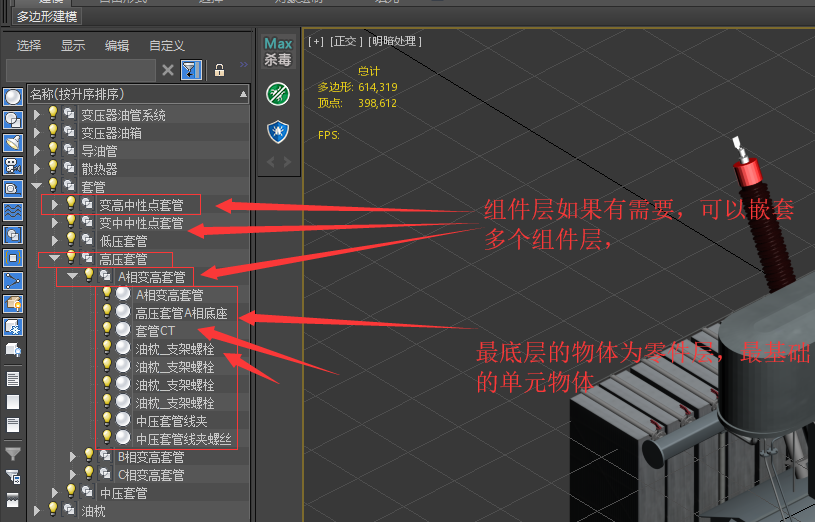 多边形建模
选择 显示 编辑 自定义
Max
杀毒
[+] [正交] [明暗处理]
总计
多边形: 614,319
顶点: 398,612
FPS:
名称(按升序排序)
变压器油管系统
变压器油箱
导油管
散热器
套管
变高中性点套管
变中中性点套管
低压套管
高压套管
A相变高套管
A相变高套管
高压套管A相底座
套管CT
油枕_支架螺栓
油枕_支架螺栓
油枕_支架螺栓
油枕_支架螺栓
中压套管线夹
中压套管线夹螺丝
B相变高套管
C相变高套管
中压套管
油枕
组件层如果有需要，可以嵌套
多个组件层，
最底层的物体为零件层，最基础
的单元物体